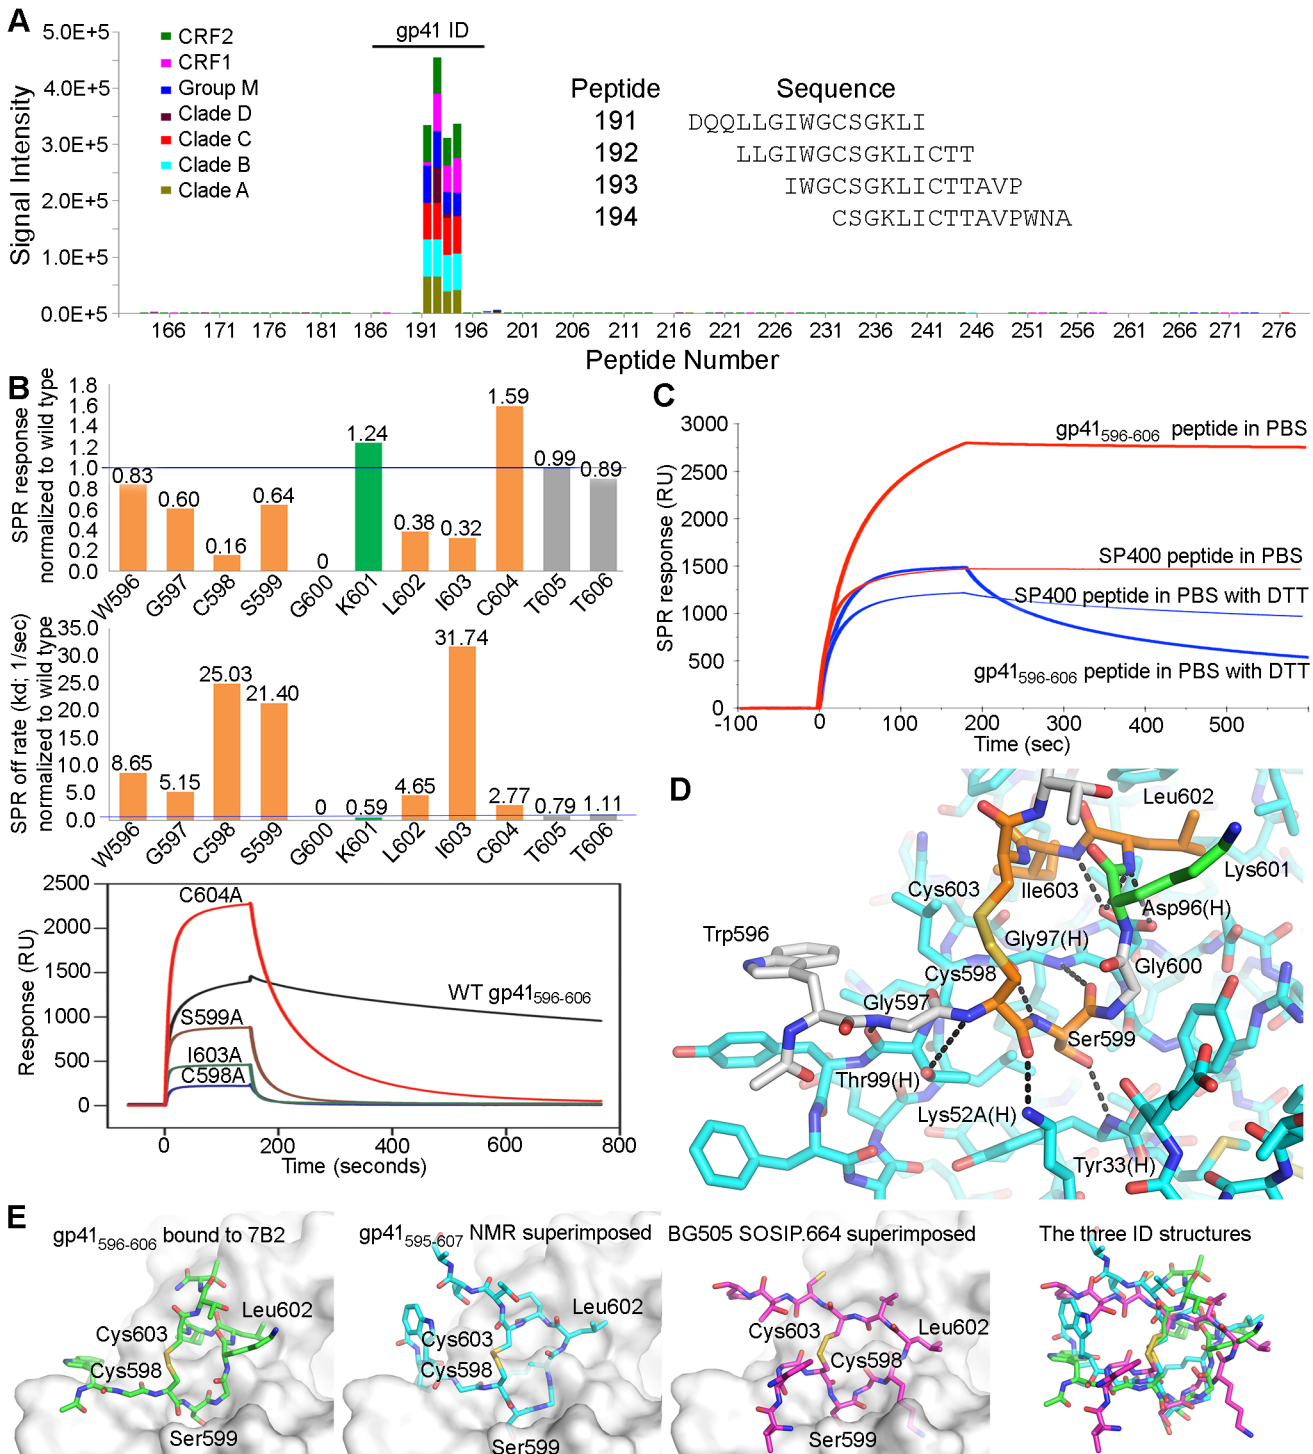 A
gp41 ID
5.0E+5
4.0E+5
3.0E+5
2.0E+5
1.0E+5
0.0E+5
Signal Intensity
CRF2
CRF1
Group M
Clade D
Clade C
Clade B
Clade A
Peptide Sequence
191 DQQLLGIWGCSGKLI
192 LLGIWGCSGKLICTT
193 IWGCSGKLICTTAVP
194 CSGKLICTTAVPWNA
166 171 176 181 186 191 196 201 206 211 216 221 226 231 236 241 246 251 256 261 266 271 276
Peptide Number
B
SPR response
normalized to wild type
1.8
1.6
1.4
1.2
1.0
0.8
0.6
0.4
0.2
0.0
0.83 0.60 0.16 0.64 0 1.24 0.38 0.32 1.59 0.99 0.89
W596 G597 C598 S599 G600 K601 L602 I603 C604 T605 T606
SPR off rate (kd; 1/sec)
normalized to wild type
35.0
30.0
25.0
20.0
15.0
10.0
5.0
0.0
8.65 5.15 25.03 21.40 0 0.59 4.65 31.74 2.77 0.79 1.11
W596 G597 C598 S599 G600 K601 L602 I603 C604 T605 T606
Response (RU)
2500
2000
1500
1000
500
0
C604A
WT gp41596-606
S599A
I603A
C598A
0 200 400 600 800
Time (seconds)
C
SPR response (RU)
3000
2500
2000
1500
1000
500
0
gp41596-606 peptide in PBS
SP400 peptide in PBS
SP400 peptide in PBS with DTT
gp41596-606 peptide in PBS with DTT
-100 0 100 200 300 400 500
Time (sec)
D
Leu602
Lys601
Ile603
Cys603
Asp96(H)
Trp596
Gly97(H)
Gly600
Cys598
Gly597
Ser599
Thr99(H)
Lys52A(H)
Tyr33(H)
E
gp41596-606 bound to 7B2
Leu602
Cys603
Cys598
Ser599
gp41595-607 NMR superimposed
Leu602
Cys603
Cys598
Ser599
BG505 SOSIP.664 superimposed
Cys603
Leu602
Cys598
Ser599
The three ID structures